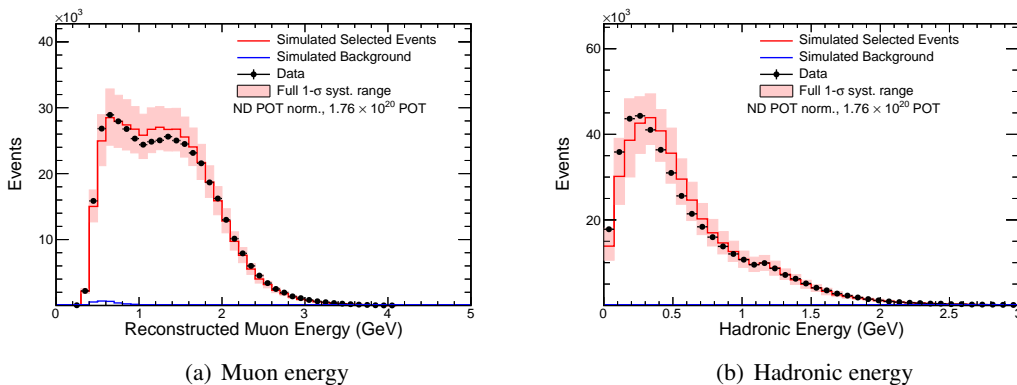 ×10³
40
30
20
10
Events
Simulated Selected Events
Simulated Background
Data
Full 1-σ syst. range
ND POT norm., 1.76 × 10²⁰ POT
0 1 2 3 4 5
Reconstructed Muon Energy (GeV)
(a) Muon energy
×10³
60
40
20
Events
Simulated Selected Events
Simulated Background
Data
Full 1-σ syst. range
ND POT norm., 1.76 × 10²⁰ POT
0 0.5 1 1.5 2 2.5 3
Hadronic Energy (GeV)
(b) Hadronic energy